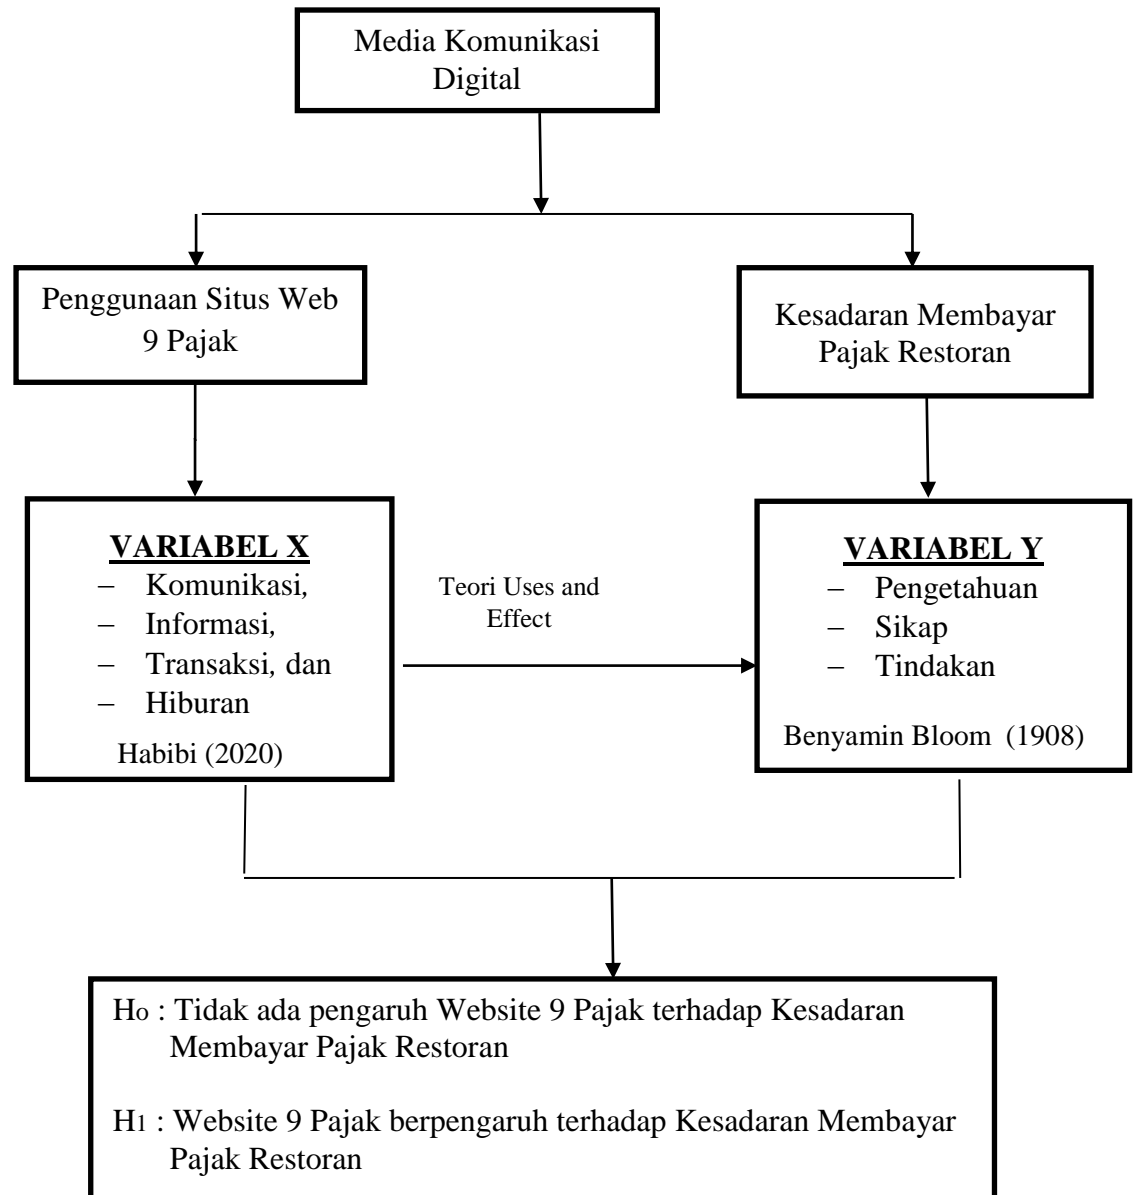 Media Komunikasi
Digital
Penggunaan Situs Web
9 Pajak
Kesadaran Membayar
Pajak Restoran
VARIABEL X
– Komunikasi,
– Informasi,
– Transaksi, dan
– Hiburan
Habibi (2020)
Teori Uses and
Effect
VARIABEL Y
– Pengetahuan
– Sikap
– Tindakan
Benyamin Bloom (1908)
Ho : Tidak ada pengaruh Website 9 Pajak terhadap Kesadaran
Membayar Pajak Restoran
H1 : Website 9 Pajak berpengaruh terhadap Kesadaran Membayar
Pajak Restoran